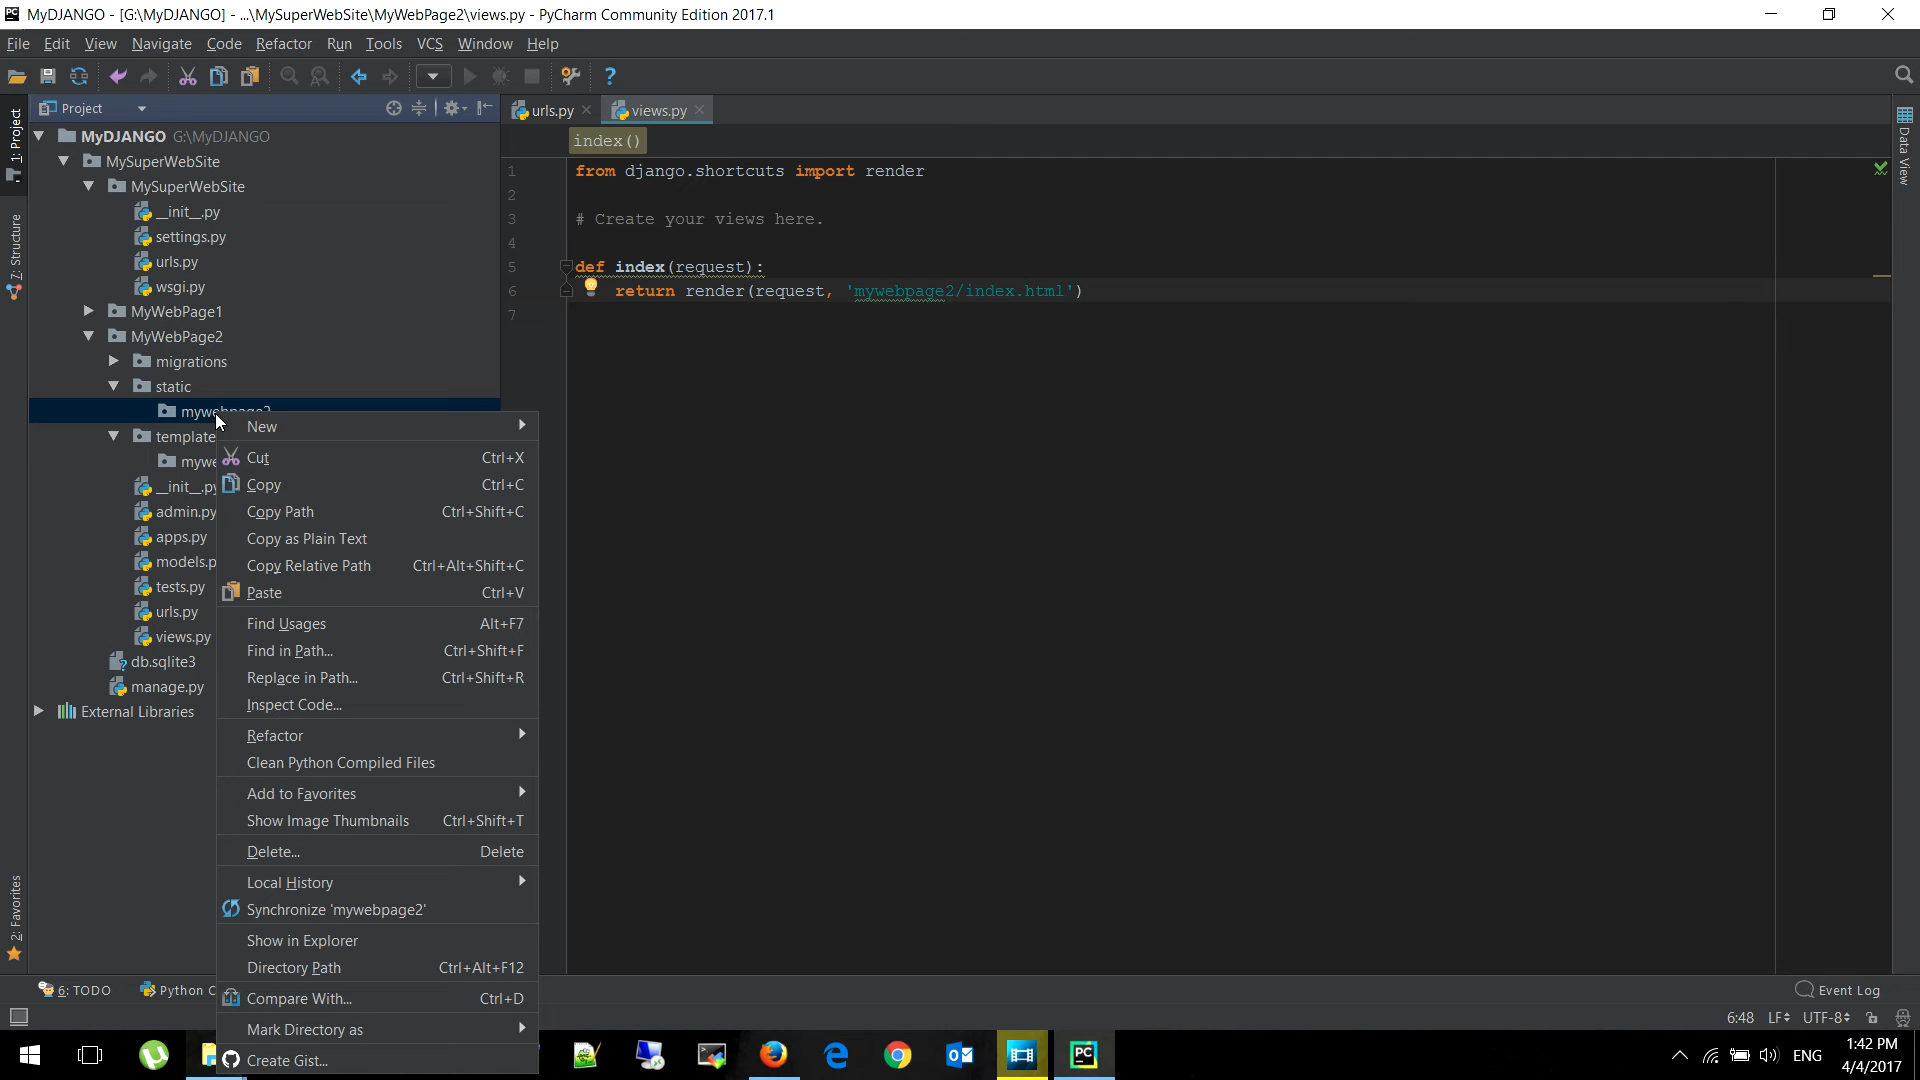 MyDJANGO - [G:\MyDJANGO] - ...\MySuperWebSite\MyWebPage2\views.py - PyCharm Community Edition 2017.1
File Edit View Navigate Code Refactor Run Tools VCS Window Help
Project
urls.py
views.py
index()
1: Project
7: Structure
2: Favorites
Data View
MyDJANGO G:\MyDJANGO
MySuperWebSite
MySuperWebSite
__init__.py
settings.py
urls.py
wsgi.py
MyWebPage1
MyWebPage2
migrations
static
mywebpage2
template
mywe
__init__.py
admin.py
apps.py
models.p
tests.py
urls.py
views.py
db.sqlite3
manage.py
External Libraries
1 from django.shortcuts import render
2
3 # Create your views here.
4
5 def index(request):
6 return render(request, 'mywebpage2/index.html')
7
New
Cut Ctrl+X
Copy Ctrl+C
Copy Path Ctrl+Shift+C
Copy as Plain Text
Copy Relative Path Ctrl+Alt+Shift+C
Paste Ctrl+V
Find Usages Alt+F7
Find in Path... Ctrl+Shift+F
Replace in Path... Ctrl+Shift+R
Inspect Code...
Refactor
Clean Python Compiled Files
Add to Favorites
Show Image Thumbnails Ctrl+Shift+T
Delete... Delete
Local History
Synchronize 'mywebpage2'
Show in Explorer
Directory Path Ctrl+Alt+F12
Compare With... Ctrl+D
Mark Directory as
Create Gist...
6: TODO Python C
Event Log
6:48 LF UTF-8
ENG
1:42 PM
4/4/2017